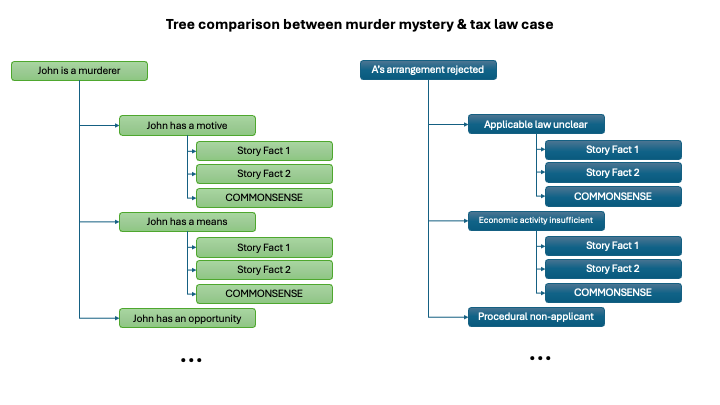 Tree comparison between murder mystery & tax law case
John is a murderer
John has a motive
Story Fact 1
Story Fact 2
COMMONSENSE
John has a means
Story Fact 1
Story Fact 2
COMMONSENSE
John has an opportunity
...
A's arrangement rejected
Applicable law unclear
Story Fact 1
Story Fact 2
COMMONSENSE
Economic activity insufficient
Story Fact 1
Story Fact 2
COMMONSENSE
Procedural non-applicant
...